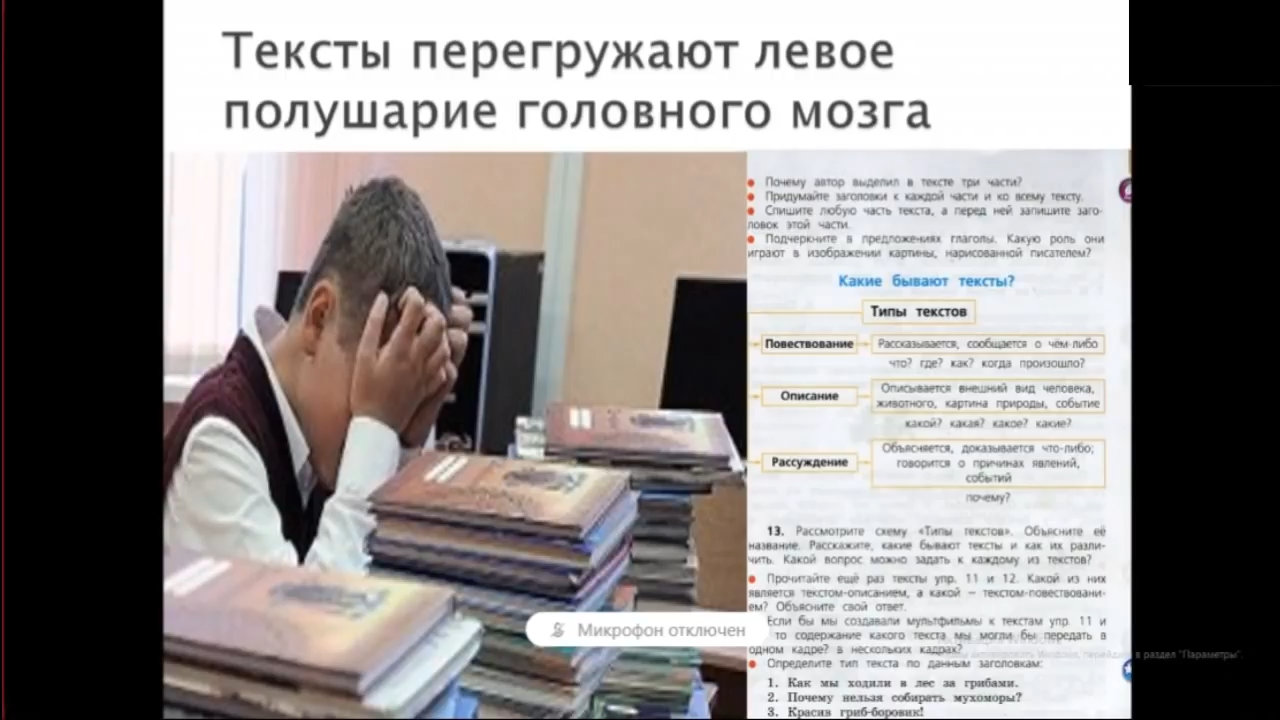 Тексты перегружают левое
полушарие головного мозга
Почему автор выделил в тексте три части?
Придумайте заголовки к каждой части и ко всему тексту.
Спишите любую часть текста, а перед ней запишите заго-
ловок этой части.
Подчеркните в предложениях глаголы. Какую роль они
играют в изображении картины, нарисованной писателем?
Какие бывают тексты?
Типы текстов
Повествование
Рассказывается, сообщается о чём-либо
что? где? как? когда произошло?
Описание
Описывается внешний вид человека,
животного, картина природы, событие
какой? какая? какое? какие?
Рассуждение
Объясняется, доказывается что-либо;
говорится о причинах явлений,
событий
почему?
13. Рассмотрите схему «Типы текстов». Объясните её
название. Расскажите, какие бывают тексты и как их разли-
чить. Какой вопрос можно задать к каждому из текстов?
Прочитайте ещё раз тексты упр. 11 и 12. Какой из них
является текстом-описанием, а какой — текстом-повествовани-
ем? Объясните свой ответ.
Если бы мы создавали мультфильмы к текстам упр. 11 и
то содержание какого текста мы могли бы передать в
одном кадре? в нескольких кадрах?
Определите тип текста по данным заголовкам:
1. Как мы ходили в лес за грибами.
2. Почему нельзя собирать мухоморы?
3. Красив гриб-боровик!
Микрофон отключен
в раздел "Параметры".